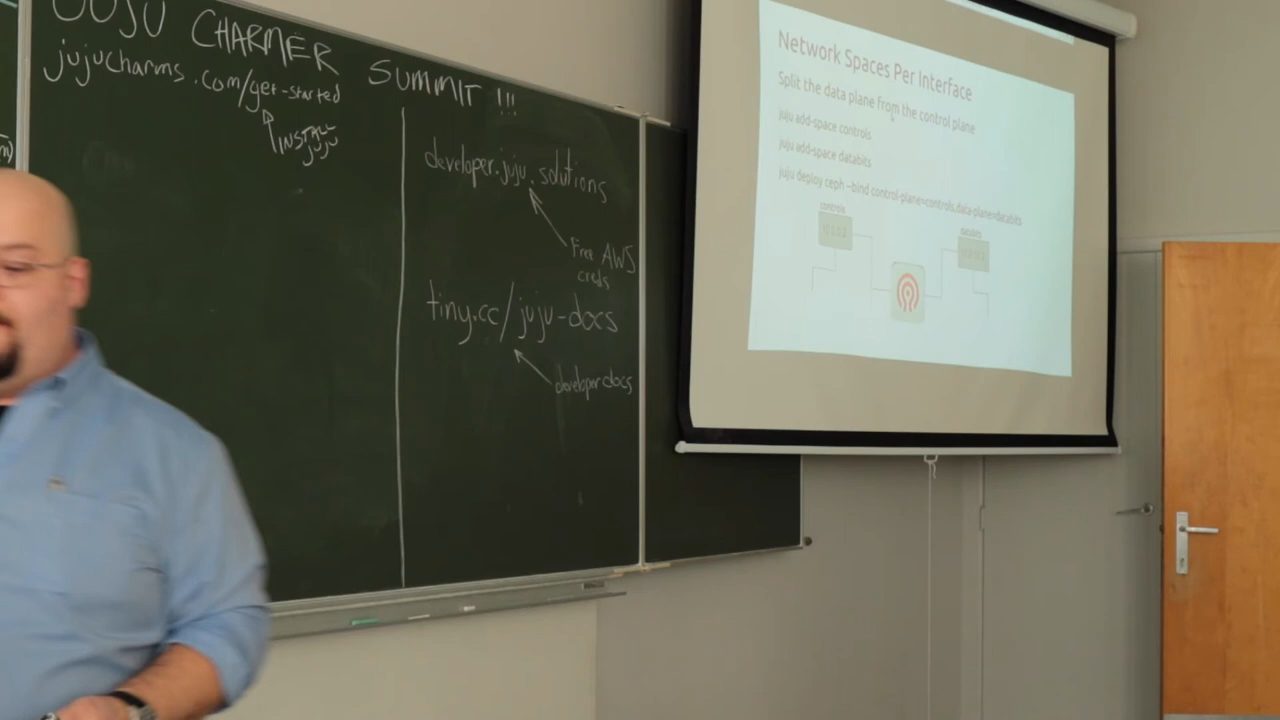 JUJU CHARMER SUMMIT !!!
jujucharms.com/get-started
INSTALL
juju
developer.juju.solutions
Free AWS
creds
tiny.cc/juju-docs
developer docs
Network Spaces Per Interface
Split the data plane from the control plane
juju add-space controls
juju add-space databits
juju deploy ceph --bind control-plane=controls,data-plane=databits
controls
databits